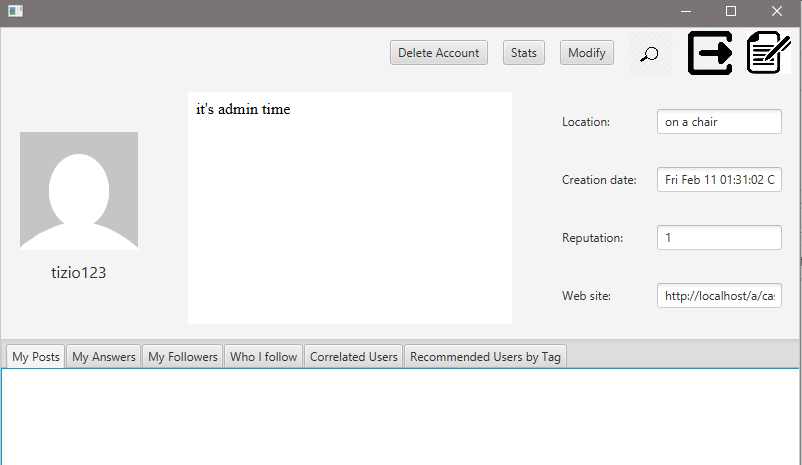 Delete Account Stats Modify
it's admin time
Location: on a chair
Creation date: Fri Feb 11 01:31:02 C
Reputation: 1
Web site: http://localhost/a/cas
tizio123
My Posts My Answers My Followers Who I follow Correlated Users Recommended Users by Tag